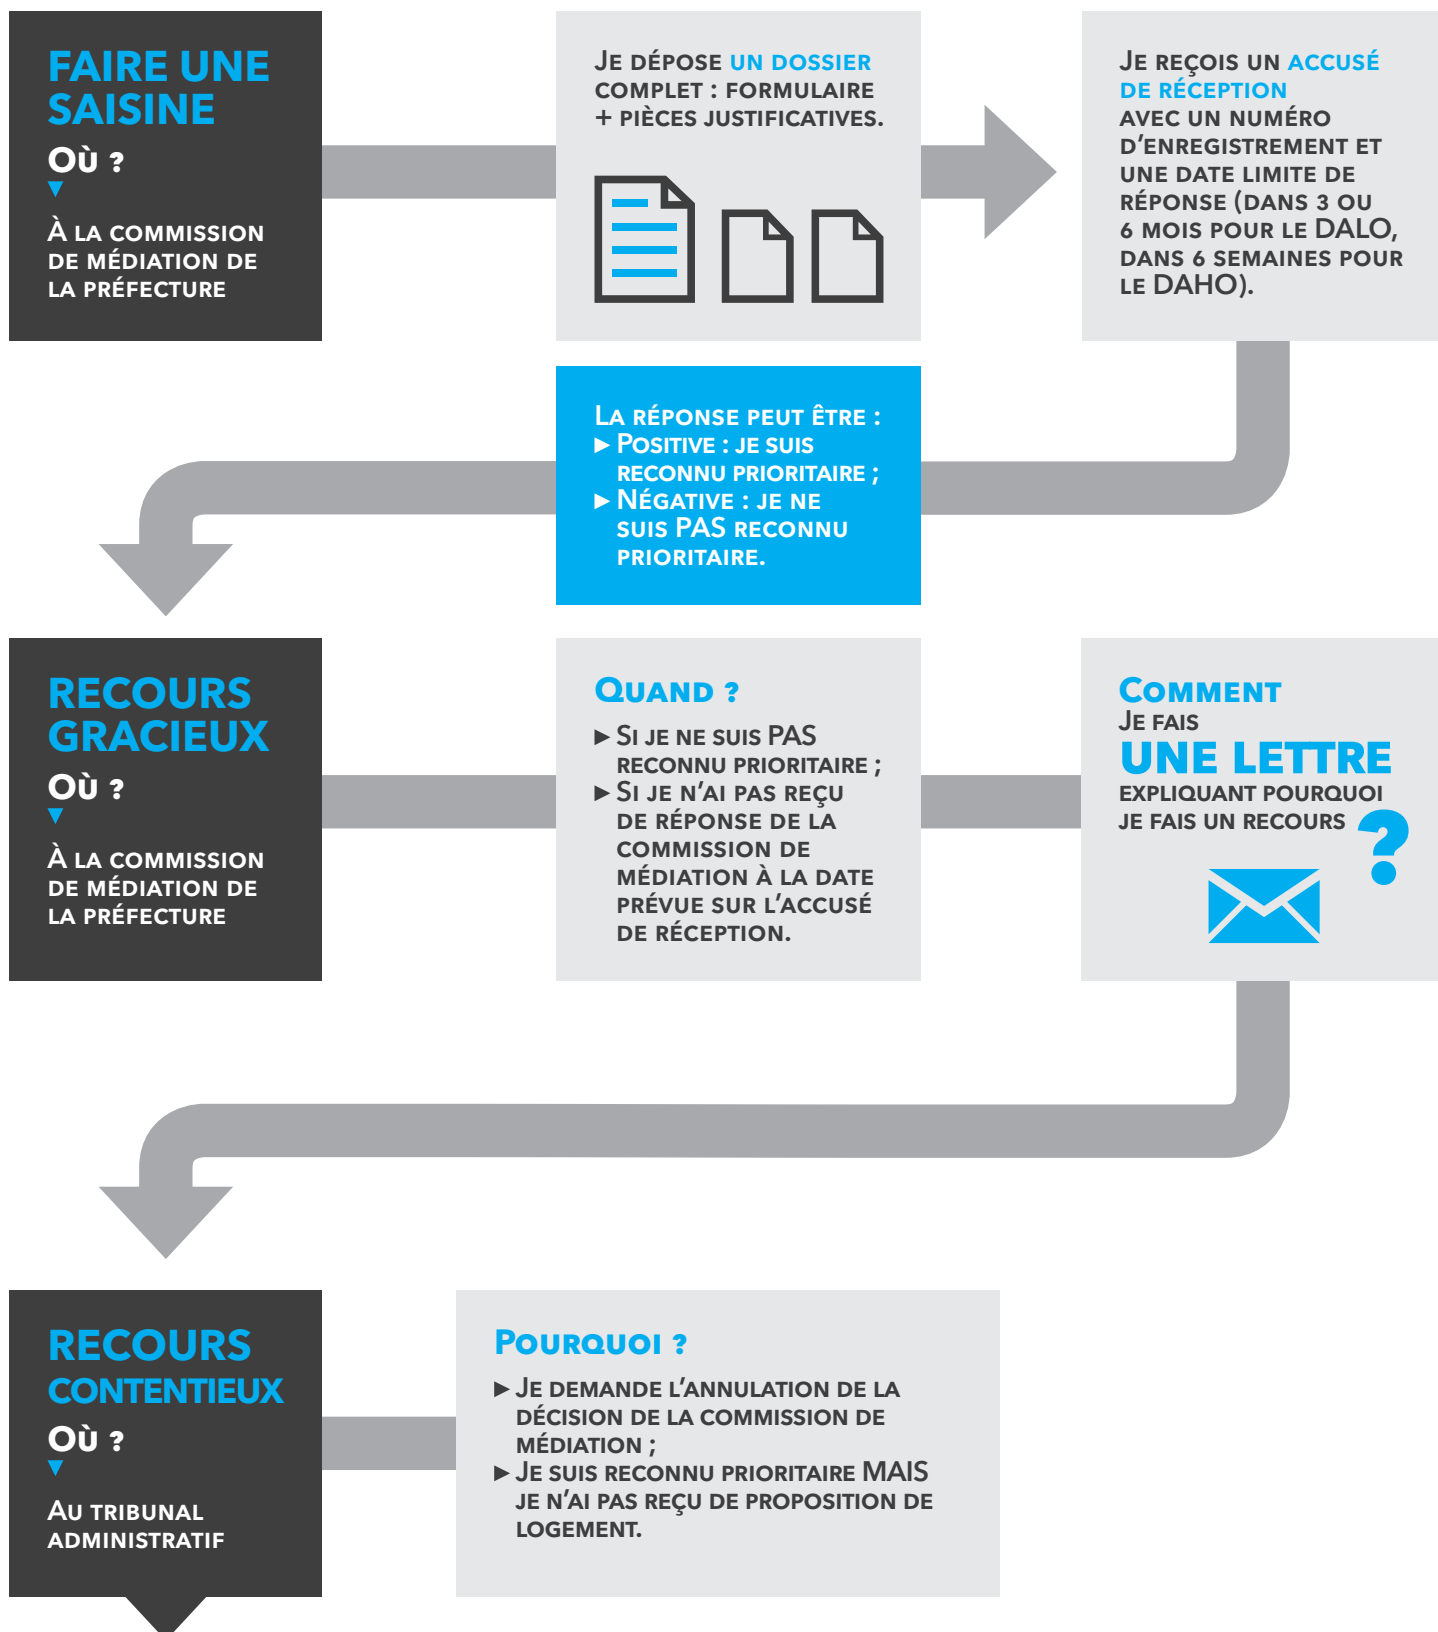 FAIRE UNE
SAISINE
Où ?
▼
À la commission
de médiation de
la préfecture
Je dépose un dossier
complet : formulaire
+ pièces justificatives.
Je reçois un accusé
de réception
avec un numéro
d'enregistrement et
une date limite de
réponse (dans 3 ou
6 mois pour le DALO,
dans 6 semaines pour
le DAHO).
La réponse peut être :
► Positive : je suis
reconnu prioritaire ;
► Négative : je ne
suis PAS reconnu
prioritaire.
RECOURS
GRACIEUX
Où ?
▼
À la commission
de médiation de
la préfecture
Quand ?
► Si je ne suis PAS
reconnu prioritaire ;
► Si je n'ai pas reçu
de réponse de la
commission de
médiation à la date
prévue sur l'accusé
de réception.
Comment
Je fais
UNE LETTRE
expliquant pourquoi
je fais un recours
?
RECOURS
CONTENTIEUX
Où ?
▼
Au tribunal
administratif
Pourquoi ?
► Je demande l'annulation de la
décision de la commission de
médiation ;
► Je suis reconnu prioritaire MAIS
je n'ai pas reçu de proposition de
logement.